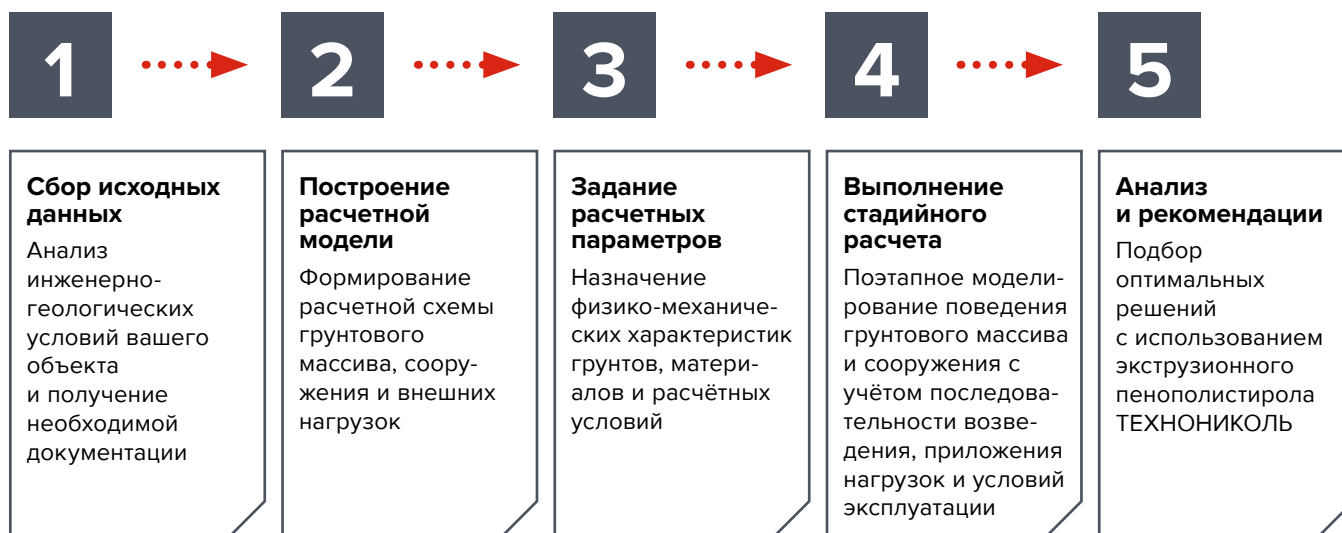 1
2
3
4
5
Сбор исходных
данных
Анализ
инженерно-
геологических
условий вашего
объекта
и получение
необходимой
документации
Построение
расчетной
модели
Формирование
расчетной схемы
грунтового
массива, соору-
жения и внешних
нагрузок
Задание
расчетных
параметров
Назначение
физико-механиче-
ских характеристик
грунтов, матери-
алов и расчётных
условий
Выполнение
стадийного
расчета
Поэтапное модели-
рование поведения
грунтового массива
и сооружения с
учётом последова-
тельности возве-
дения, приложения
нагрузок и условий
эксплуатации
Анализ
и рекомендации
Подбор
оптимальных
решений
с использованием
экструзионного
пенополистирола
ТЕХНОНИКОЛЬ